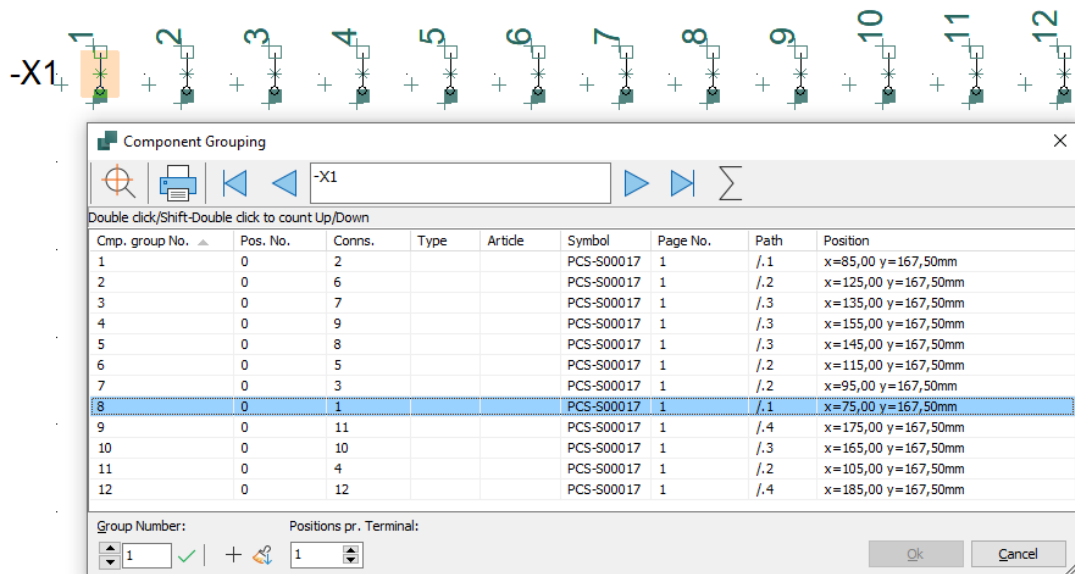 1 2 3 4 5 6 7 8 9 10 11 12
-X1
Component Grouping
-X1
Double click/Shift-Double click to count Up/Down
Cmp. group No. Pos. No. Conns. Type Article Symbol Page No. Path Position
1 0 2 PCS-S00017 1 /.1 x=85,00 y=167,50mm
2 0 6 PCS-S00017 1 /.2 x=125,00 y=167,50mm
3 0 7 PCS-S00017 1 /.3 x=135,00 y=167,50mm
4 0 9 PCS-S00017 1 /.3 x=155,00 y=167,50mm
5 0 8 PCS-S00017 1 /.3 x=145,00 y=167,50mm
6 0 5 PCS-S00017 1 /.2 x=115,00 y=167,50mm
7 0 3 PCS-S00017 1 /.2 x=95,00 y=167,50mm
8 0 1 PCS-S00017 1 /.1 x=75,00 y=167,50mm
9 0 11 PCS-S00017 1 /.4 x=175,00 y=167,50mm
10 0 10 PCS-S00017 1 /.3 x=165,00 y=167,50mm
11 0 4 PCS-S00017 1 /.2 x=105,00 y=167,50mm
12 0 12 PCS-S00017 1 /.4 x=185,00 y=167,50mm
Group Number: Positions pr. Terminal:
1 1 Ok Cancel